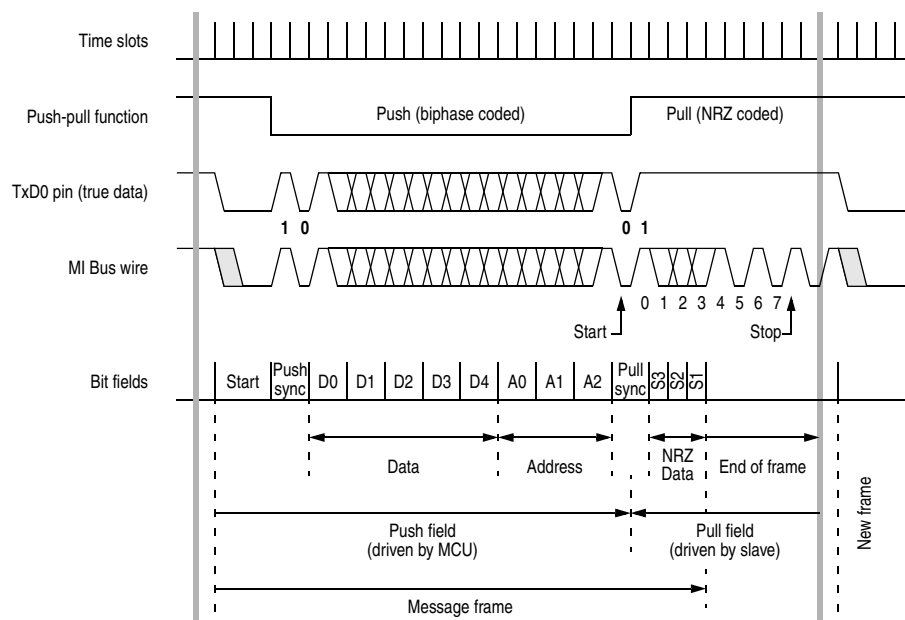 Time slots
Push-pull function
Push (biphase coded)
Pull (NRZ coded)
TxD0 pin (true data)
1 0
0 1
MI Bus wire
0 1 2 3 4 5 6 7
Start
Stop
Bit fields
Start
Push sync
D0 D1 D2 D3 D4 A0 A1 A2
Pull sync
S3 S2 S1
Data
Address
NRZ Data
End of frame
Push field
(driven by MCU)
Pull field
(driven by slave)
New frame
Message frame